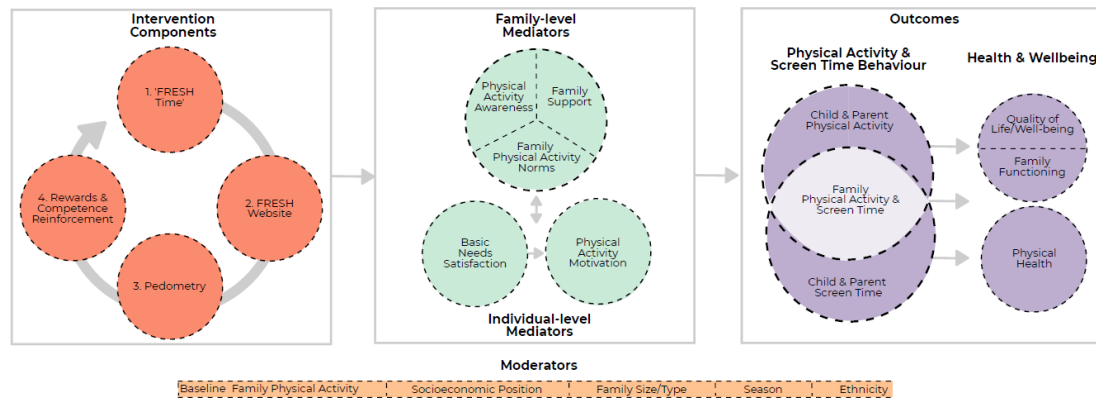 Intervention
Components
1. 'FRESH
Time'
2. FRESH
Website
3. Pedometry
4. Rewards &
Competence
Reinforcement
Family-level
Mediators
Physical
Activity
Awareness
Family
Support
Family
Physical Activity
Norms
Basic
Needs
Satisfaction
Physical
Activity
Motivation
Individual-level
Mediators
Outcomes
Physical Activity &
Screen Time Behaviour
Health & Wellbeing
Child & Parent
Physical Activity
Family
Physical Activity &
Screen Time
Child & Parent
Screen Time
Quality of
Life/Well-being
Family
Functioning
Physical
Health
Moderators
Baseline Family Physical Activity
Socioeconomic Position
Family Size/Type
Season
Ethnicity